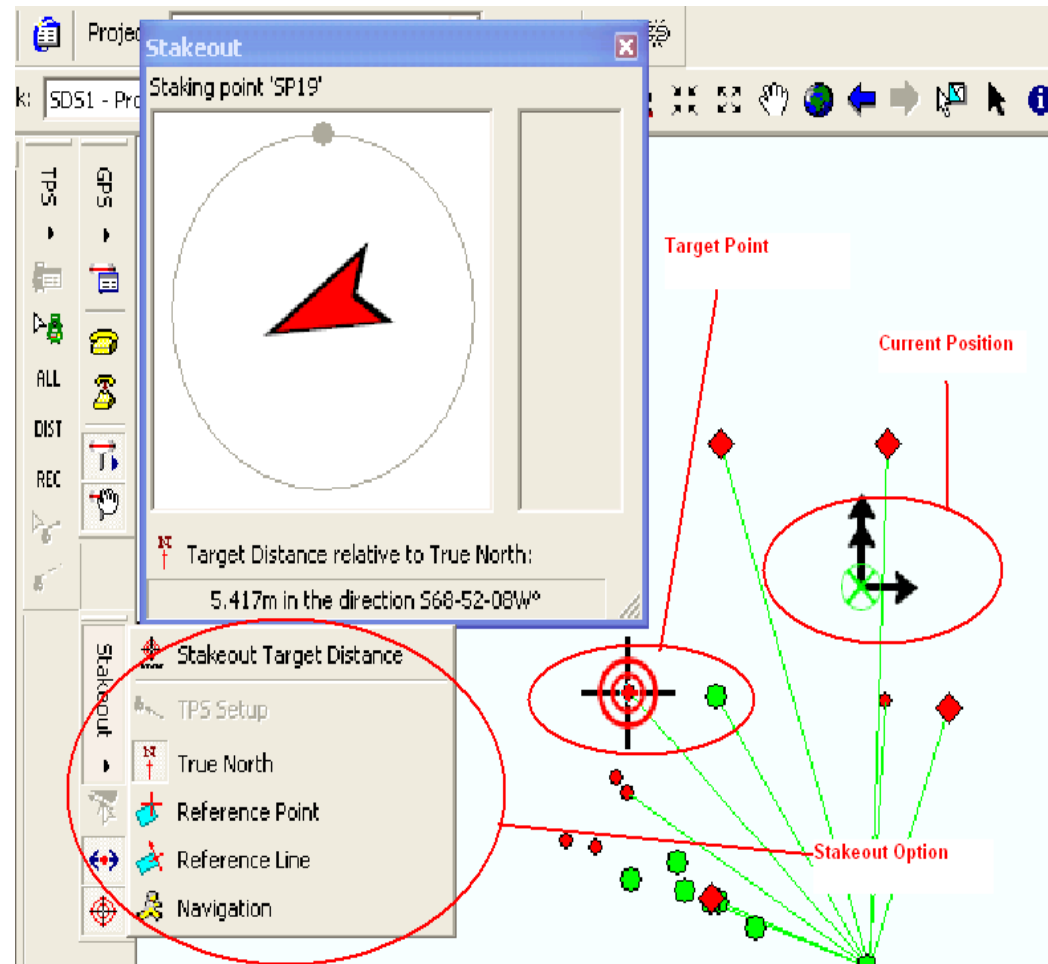 Projec
Stakeout
Staking point 'SP19'
k: SDS1 - Pro
TPS
GPS
ALL
DIST
REC
Target Point
Current Position
N Target Distance relative to True North:
5.417m in the direction S68-52-08W°
Stakeout
Stakeout Target Distance
TPS Setup
N True North
Reference Point
Reference Line
Navigation
Stakeout Option